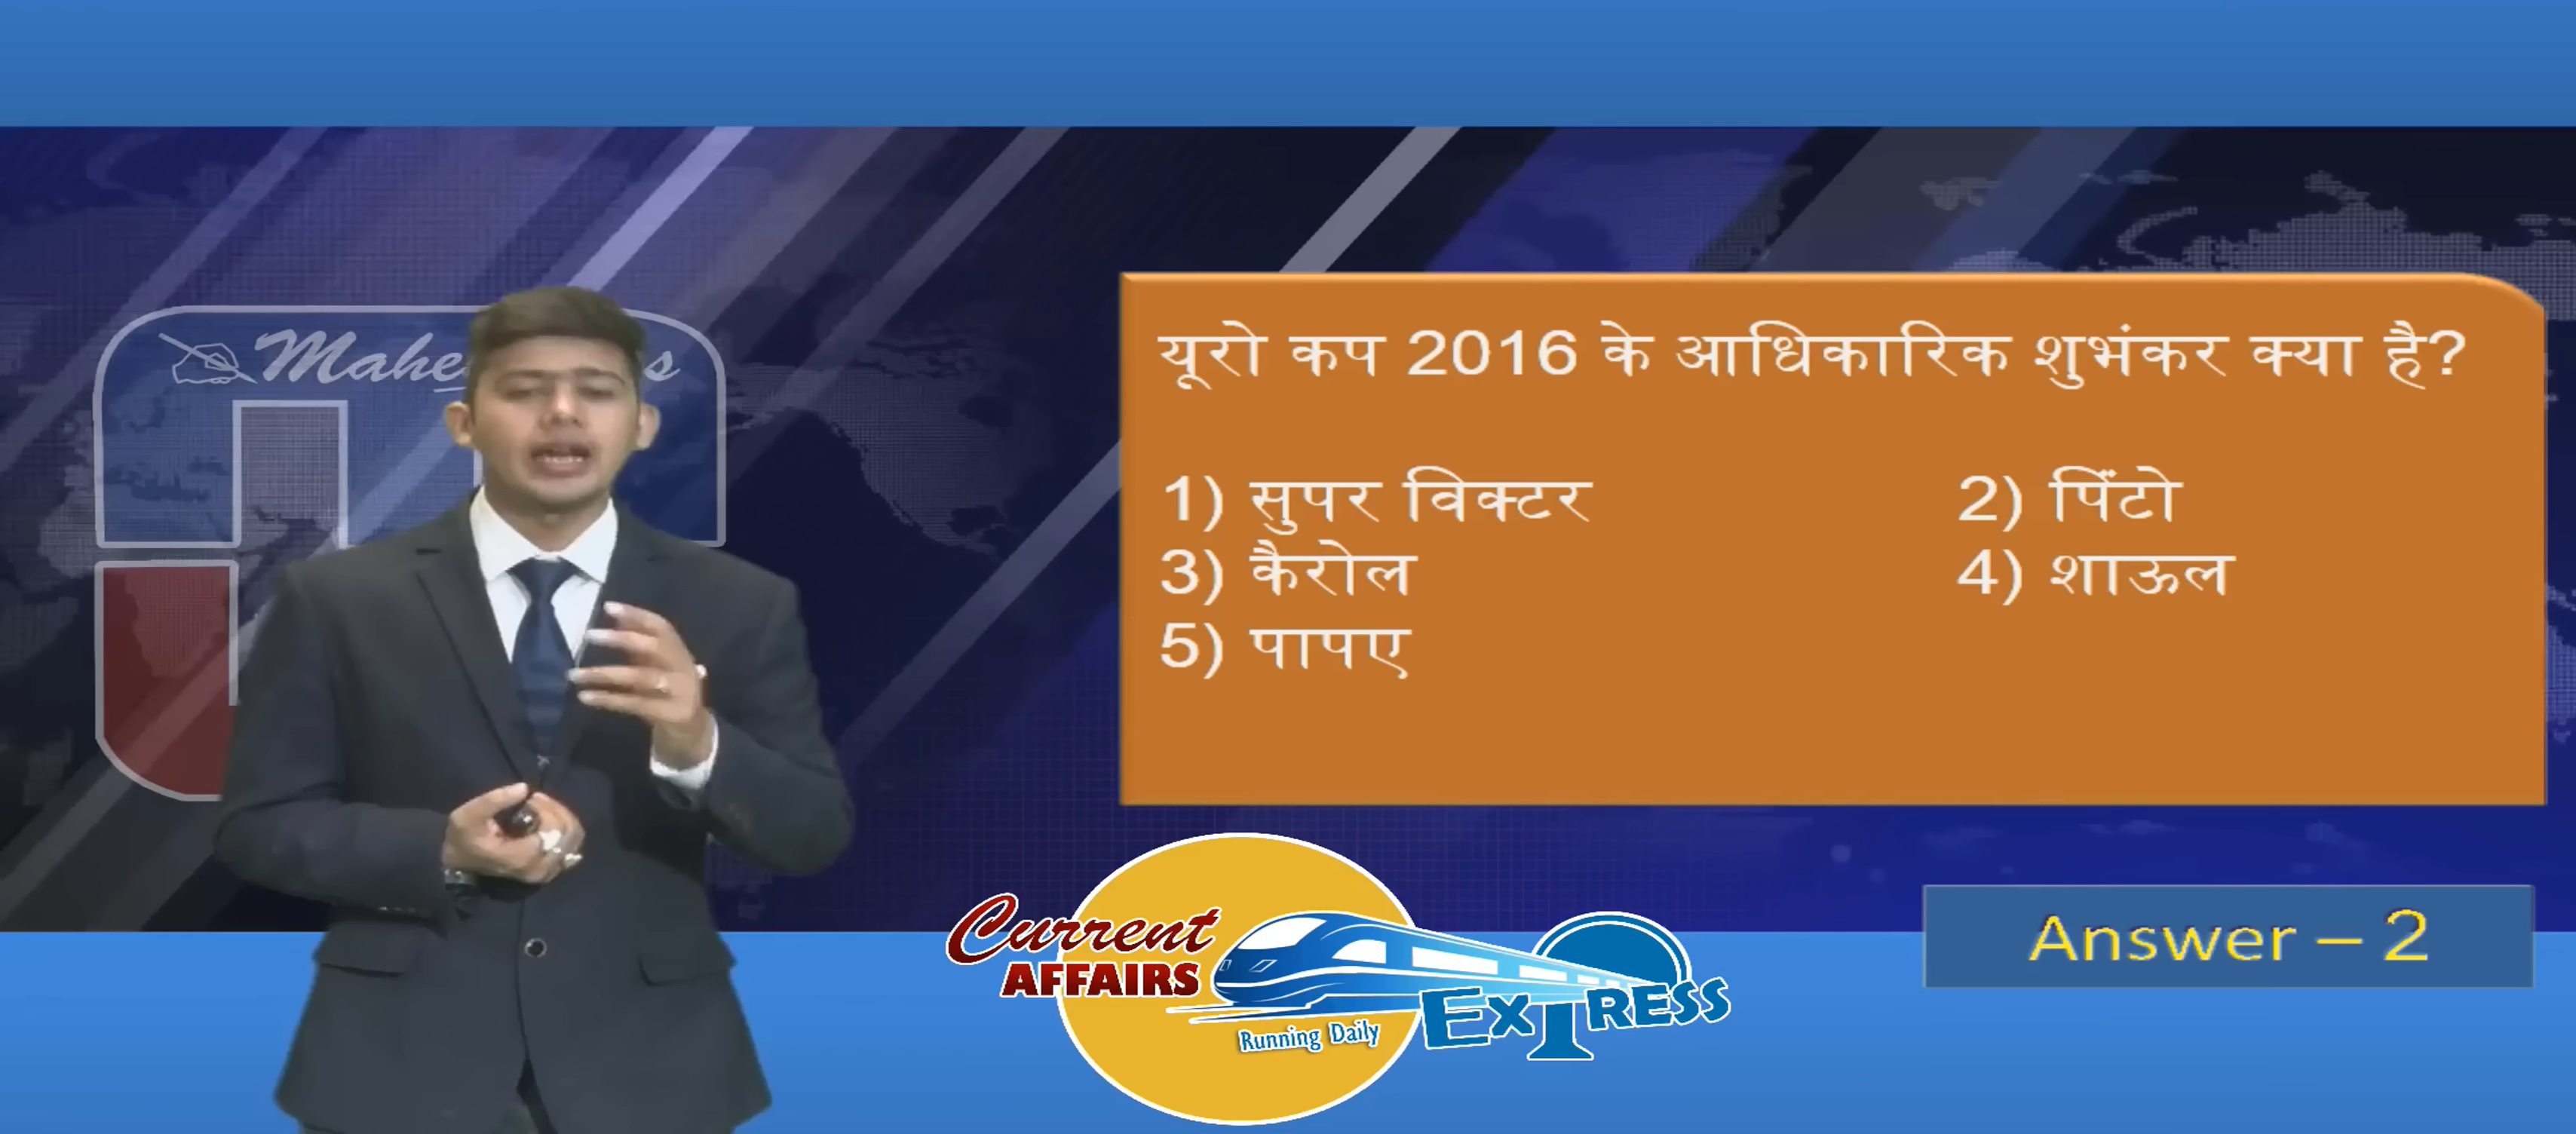 यूरो कप 2016 के आधिकारिक शुभंकर क्या है?
1) सुपर विक्टर 2) पिंटो
3) कैरोल 4) शाऊल
5) पापए
Current
AFFAIRS
EXPRESS
Running Daily
Answer – 2